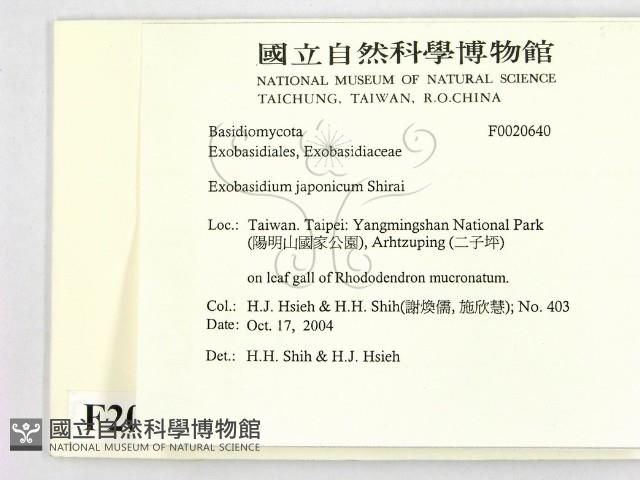 國立自然科學博物館
NATIONAL MUSEUM OF NATURAL SCIENCE
TAICHUNG, TAIWAN, R.O.CHINA
Basidiomycota F0020640
Exobasidiales, Exobasidiaceae
Exobasidium japonicum Shirai
Loc.: Taiwan. Taipei: Yangmingshan National Park
(陽明山國家公園), Arhtzuping (二子坪)
on leaf gall of Rhododendron mucronatum.
Col.: H.J. Hsieh & H.H. Shih(謝煥儒, 施欣慧); No. 403
Date: Oct. 17, 2004
Det.: H.H. Shih & H.J. Hsieh
國立自然科學博物館
NATIONAL MUSEUM OF NATURAL SCIENCE